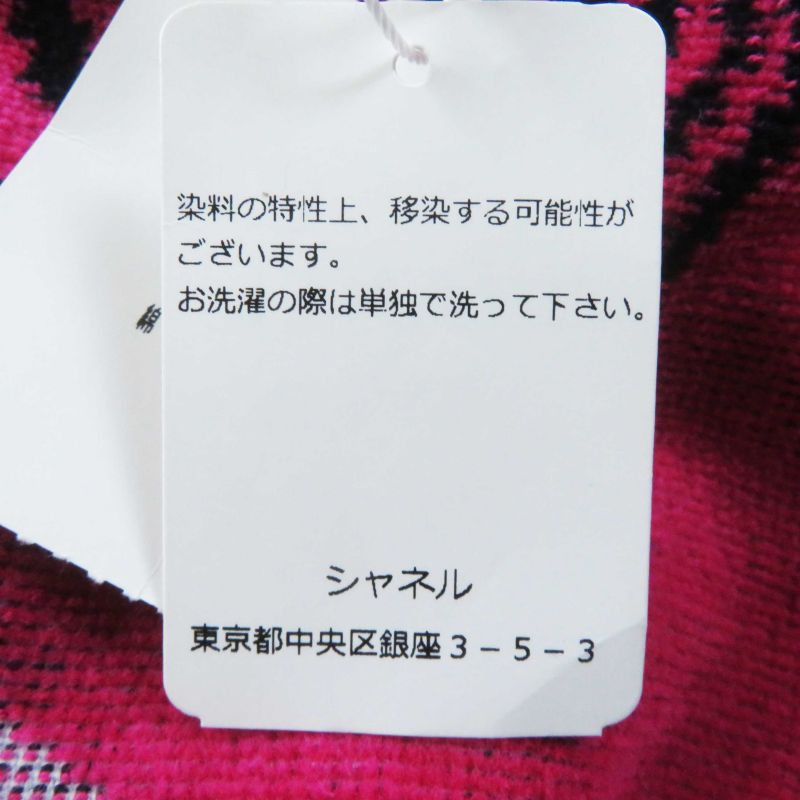 染料の特性上、移染する可能性が
ございます。
お洗濯の際は単独で洗って下さい。
綿
シャネル
東京都中央区銀座3-5-3